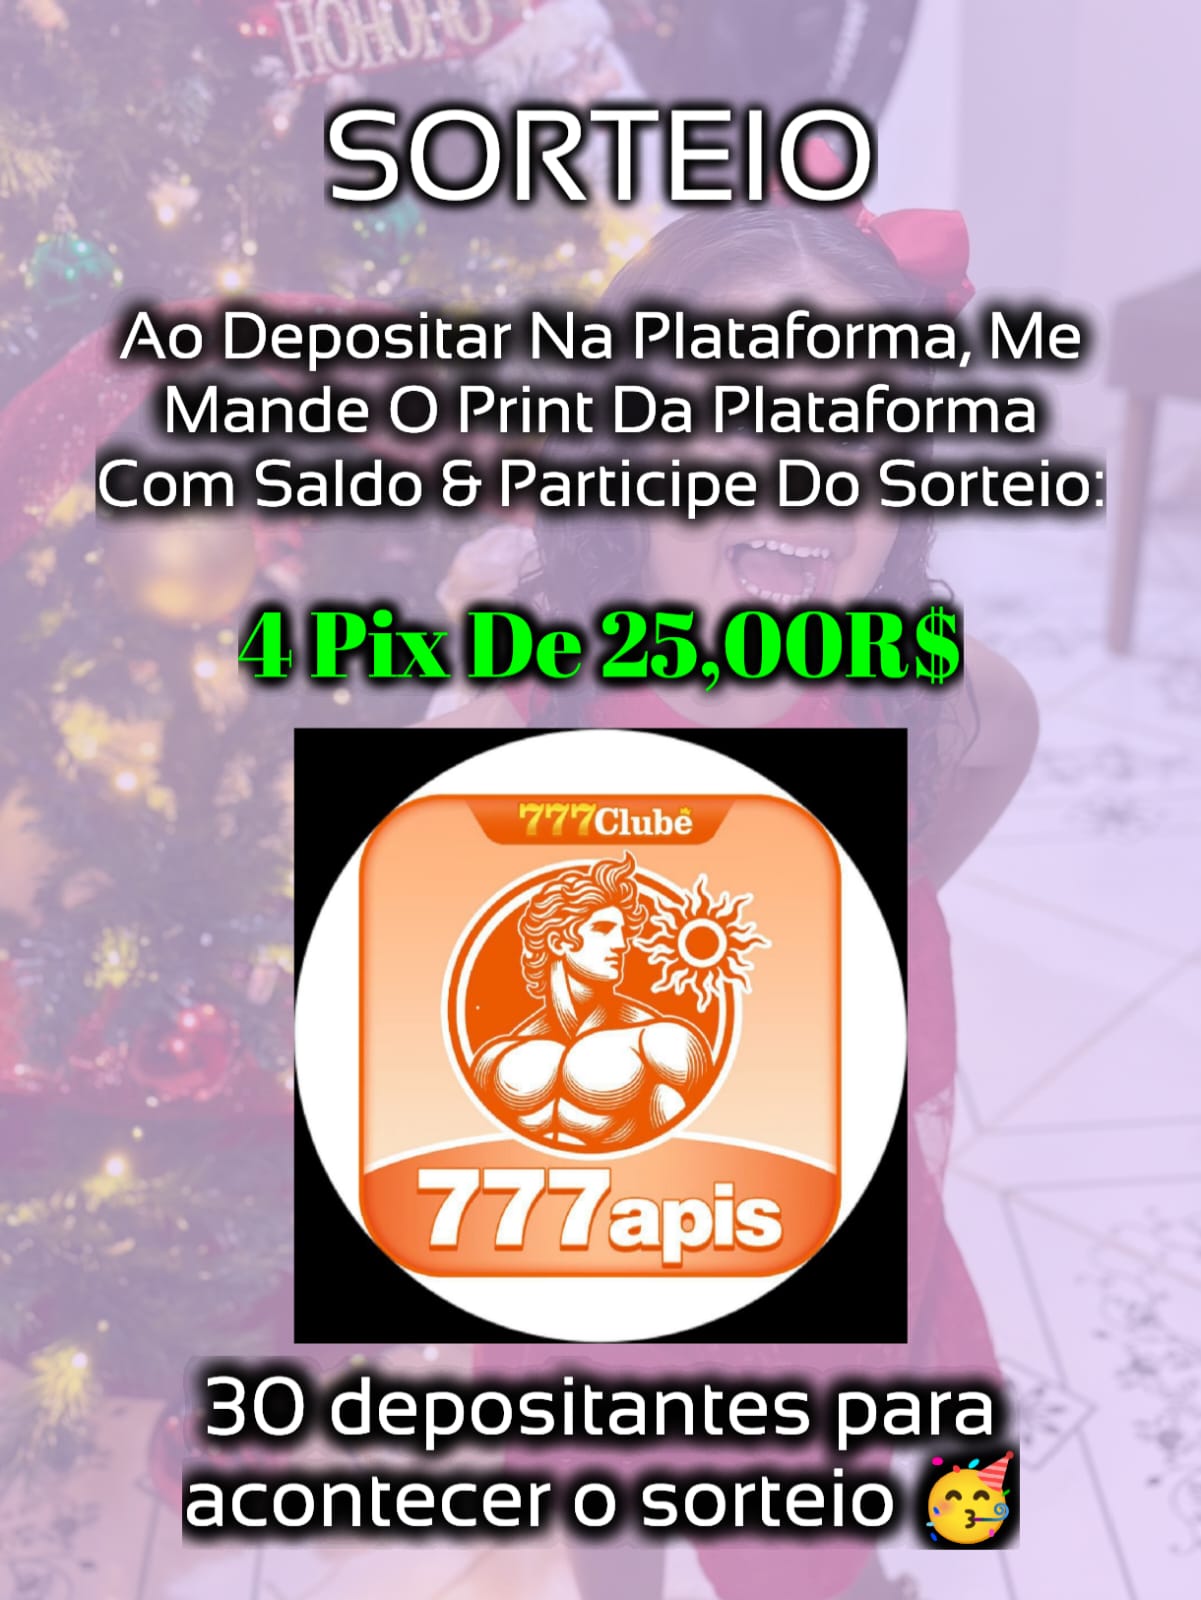 HOHOHO
SORTEIO
Ao Depositar Na Plataforma, Me
Mande O Print Da Plataforma
Com Saldo & Participe Do Sorteio:
4 Pix De 25,00R$
777Clube
777apis
30 depositantes para
acontecer o sorteio 🥳